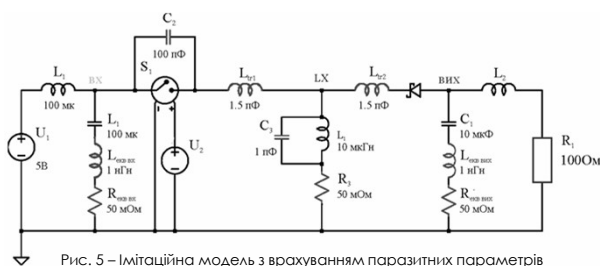 C₂
100 пФ
S₁
L₁
100 мк
ВХ
Lₜᵣ₁
1.5 пФ
LX
Lₜᵣ₂
1.5 пФ
ВИХ
L₂
U₁
5В
L₁
100 мк
Lекв вх
1 нГн
Rекв вх
50 мОм
U₂
C₃
1 пФ
L₁
10 мкГн
R₃
50 мОм
C₁
10 мкФ
Lекв вих
1 нГн
Rекв вих
50 мОм
R₁
100Ом
Рис. 5 – Імітаційна модель з врахуванням паразитних параметрів